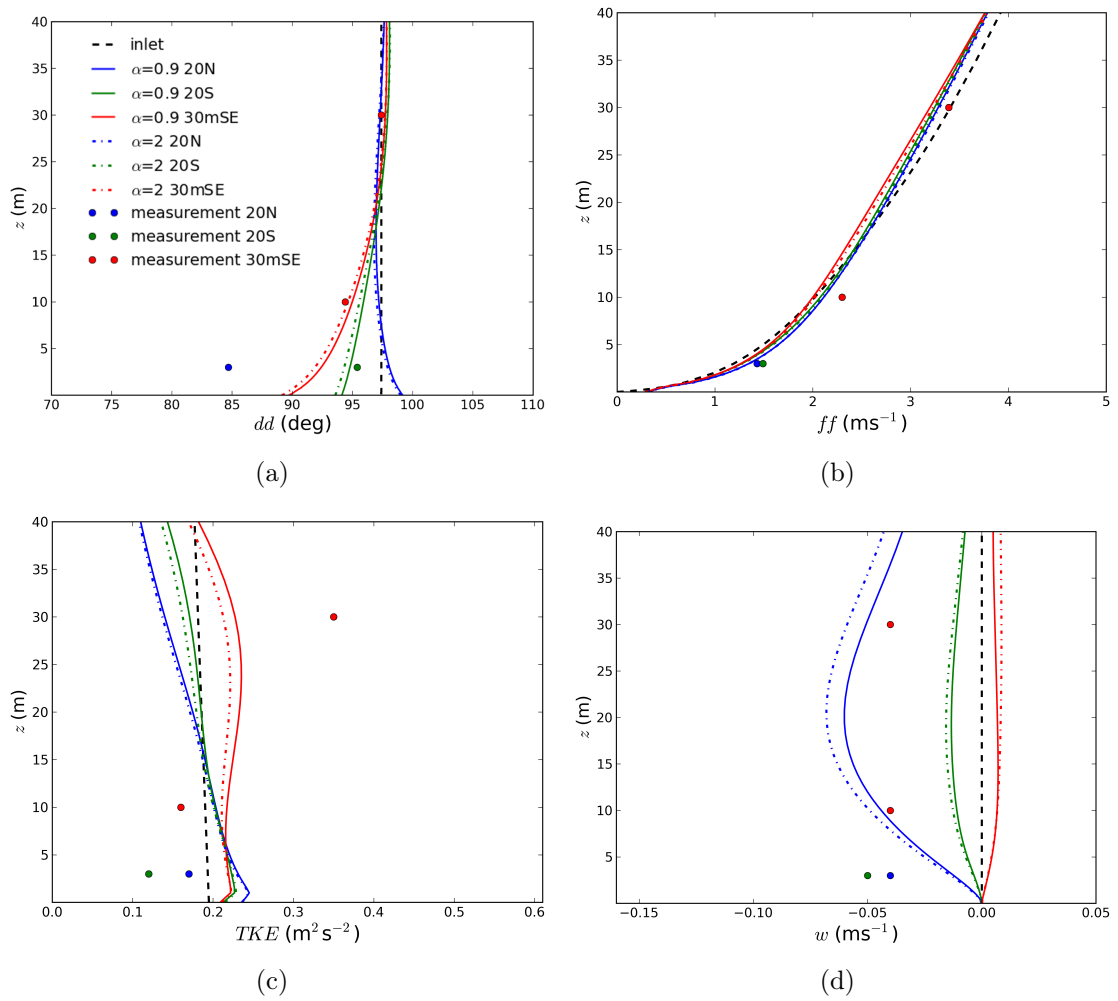 40
35
30
25
20
15
10
5
z (m)
inlet
α=0.9 20N
α=0.9 20S
α=0.9 30mSE
α=2 20N
α=2 20S
α=2 30mSE
measurement 20N
measurement 20S
measurement 30mSE
70 75 80 85 90 95 100 105 110
dd (deg)
(a)
40
35
30
25
20
15
10
5
z (m)
0 1 2 3 4 5
ff (ms⁻¹)
(b)
40
35
30
25
20
15
10
5
z (m)
0.0 0.1 0.2 0.3 0.4 0.5 0.6
TKE (m² s⁻²)
(c)
40
35
30
25
20
15
10
5
z (m)
−0.15 −0.10 −0.05 0.00 0.05
w (ms⁻¹)
(d)